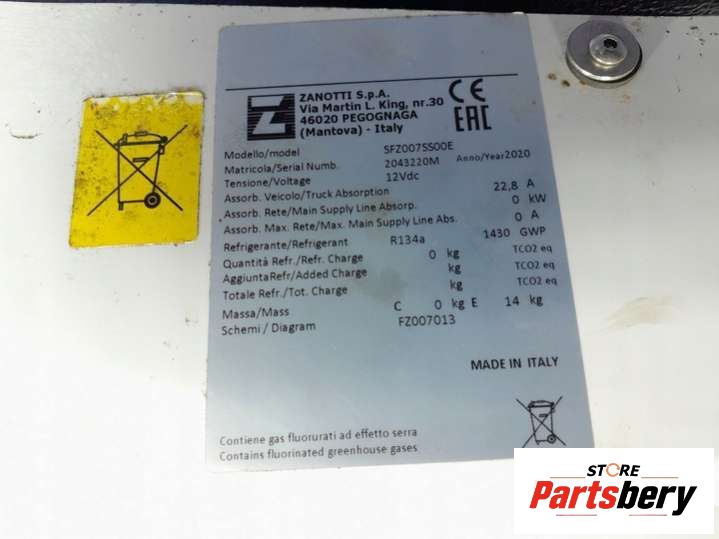 ZANOTTI S.p.A.
Via Martin L. King, nr.30
46020 PEGOGNAGA
(Mantova) - Italy
CE
EAC
Modello/model SFZ007SS00E
Matricola/Serial Numb. 2043220M Anno/Year2020
Tensione/Voltage 12Vdc
Assorb. Veicolo/Truck Absorption 22,8 A
Assorb. Rete/Main Supply Line Absorp. 0 kW
Assorb. Max. Rete/Max. Main Supply Line Abs. 0 A
Refrigerante/Refrigerant R134a 1430 GWP
Quantità Refr./Refr. Charge 0 kg TCO2 eq
AggiuntaRefr/Added Charge kg TCO2 eq
Totale Refr./Tot. Charge kg TCO2 eq
Massa/Mass C 0 kg E 14 kg
Schemi / Diagram FZ007013
MADE IN ITALY
Contiene gas fluorurati ad effetto serra
Contains fluorinated greenhouse gases
STORE
Partsbery